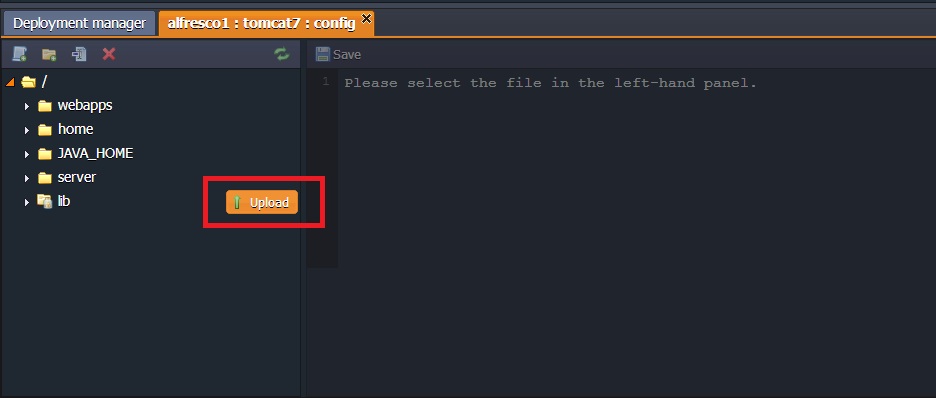 Deployment manager
alfresco1 : tomcat7 : config
Save
/
webapps
home
JAVA_HOME
server
lib
Upload
1 Please select the file in the left-hand panel.